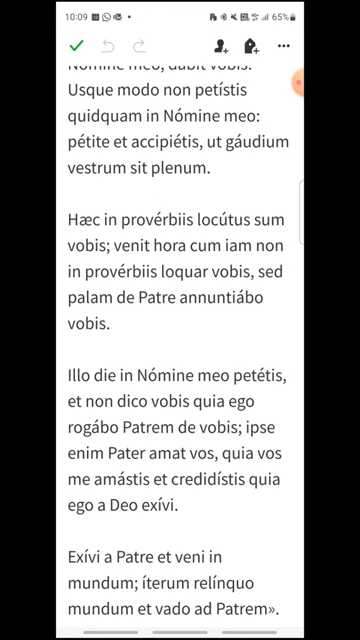 10:09
65%
Nómine meo, dabit vobis.
Usque modo non petístis
quidquam in Nómine meo:
pétite et accipiétis, ut gáudium
vestrum sit plenum.
Hæc in provérbiis locútus sum
vobis; venit hora cum iam non
in provérbiis loquar vobis, sed
palam de Patre annuntiábo
vobis.
Illo die in Nómine meo petétis,
et non dico vobis quia ego
rogábo Patrem de vobis; ipse
enim Pater amat vos, quia vos
me amástis et credidístis quia
ego a Deo exívi.
Exívi a Patre et veni in
mundum; íterum relínquo
mundum et vado ad Patrem».